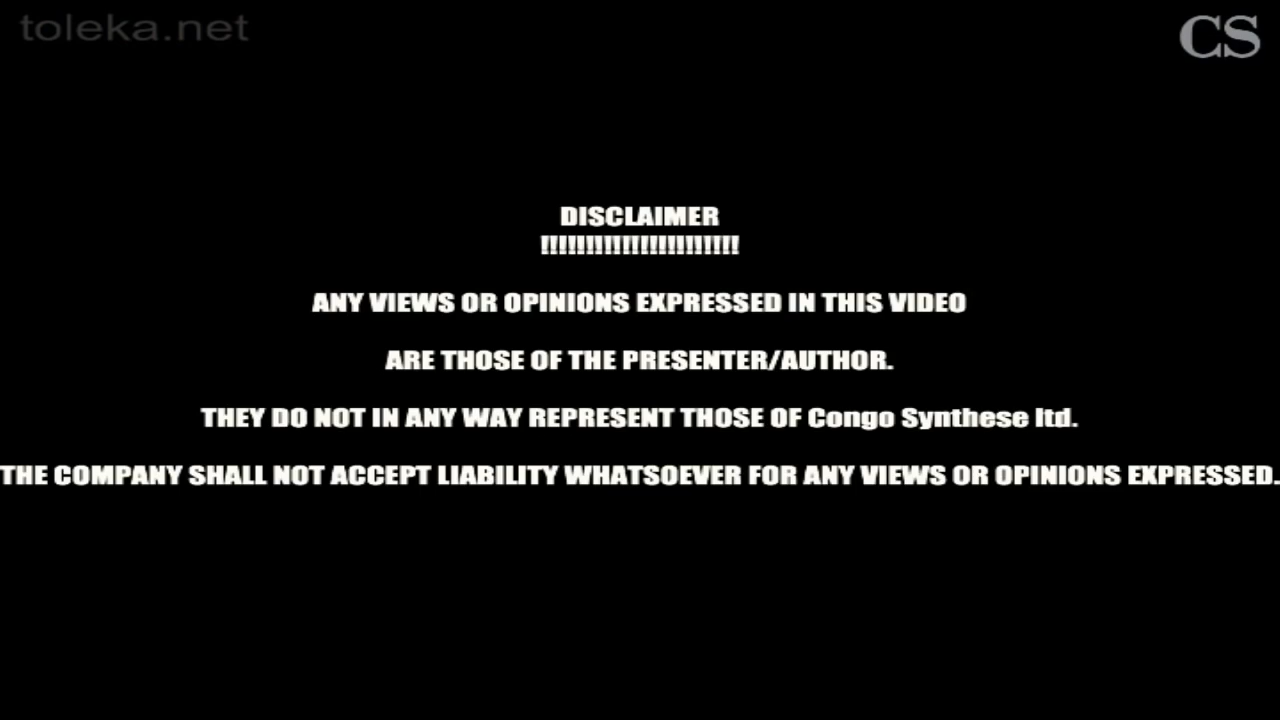 toleka.net
CS
DISCLAIMER
!!!!!!!!!!!!!!!!!!!!!!
ANY VIEWS OR OPINIONS EXPRESSED IN THIS VIDEO
ARE THOSE OF THE PRESENTER/AUTHOR.
THEY DO NOT IN ANY WAY REPRESENT THOSE OF Congo Synthese ltd.
THE COMPANY SHALL NOT ACCEPT LIABILITY WHATSOEVER FOR ANY VIEWS OR OPINIONS EXPRESSED.